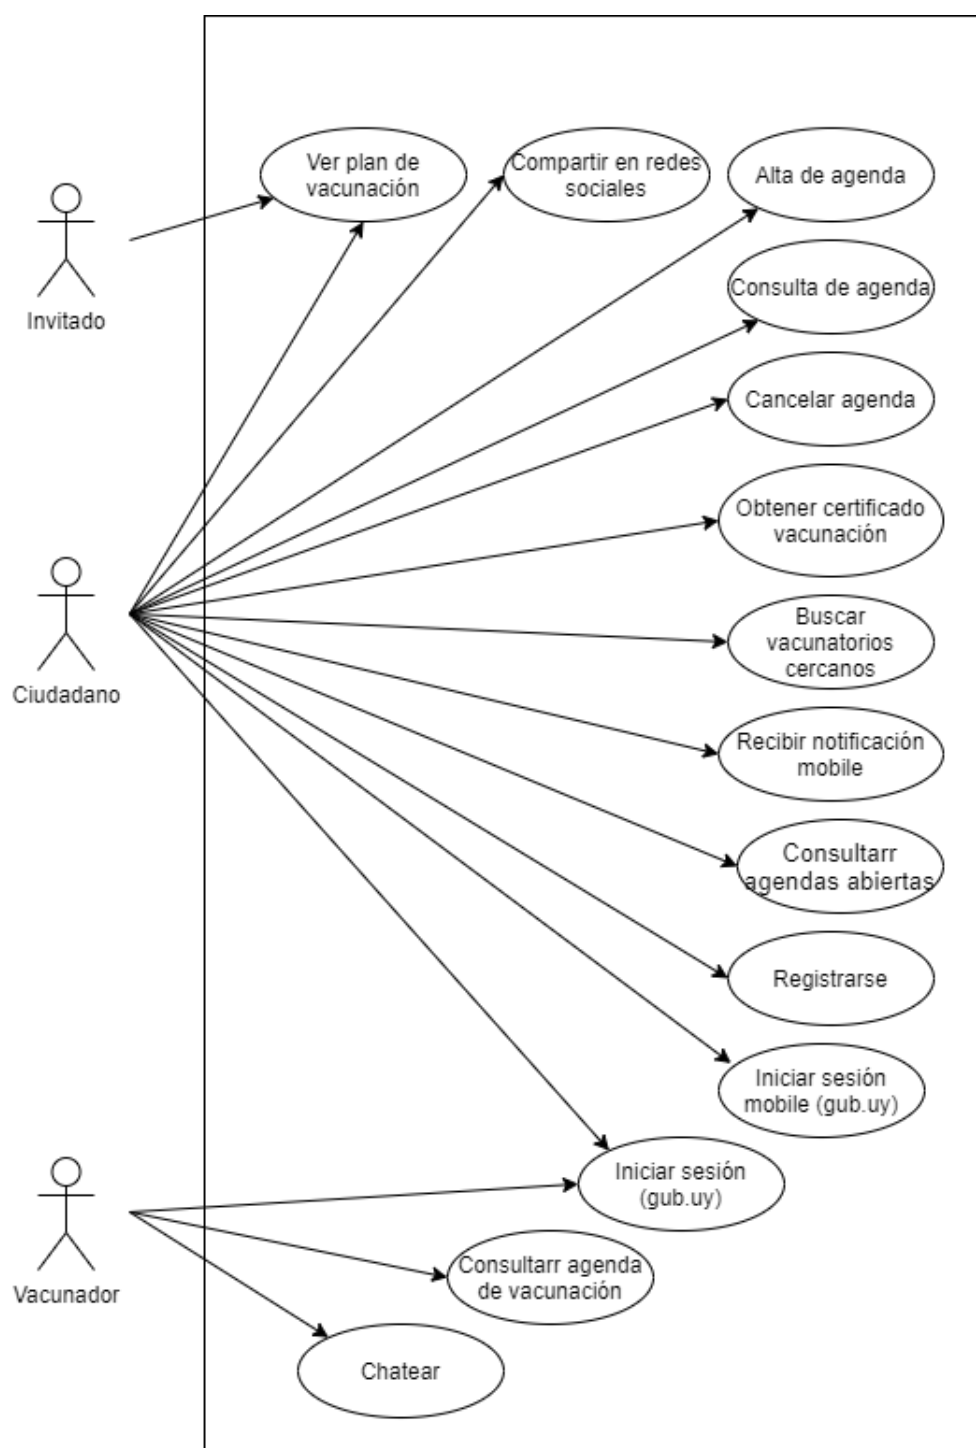 Ver plan de
vacunación
Compartir en redes
sociales
Alta de agenda
Consulta de agenda
Invitado
Cancelar agenda
Obtener certificado
vacunación
Buscar
vacunatorios
cercanos
Ciudadano
Recibir notificación
mobile
Consultarr
agendas abiertas
Registrarse
Iniciar sesión
mobile (gub.uy)
Iniciar sesión
(gub.uy)
Consultarr agenda
de vacunación
Vacunador
Chatear